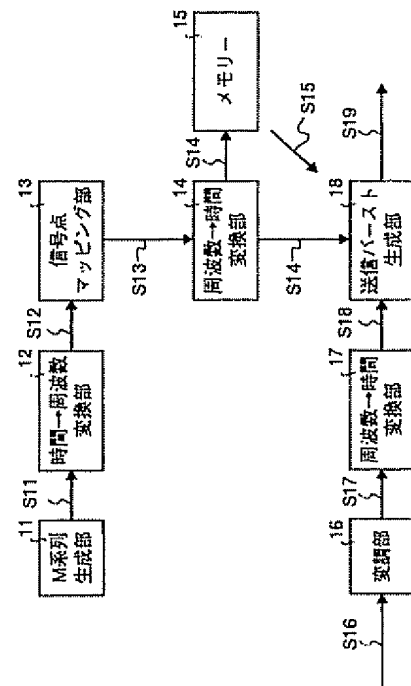 11
M系列
生成部
S11
12
時間→周波数
変換部
S12
13
信号点
マッピング部
S13
14
周波数→時間
変換部
S14
15
メモリー
S15
S14
S16
16
変調部
S17
17
周波数→時間
変換部
S18
18
送信バースト
生成部
S19